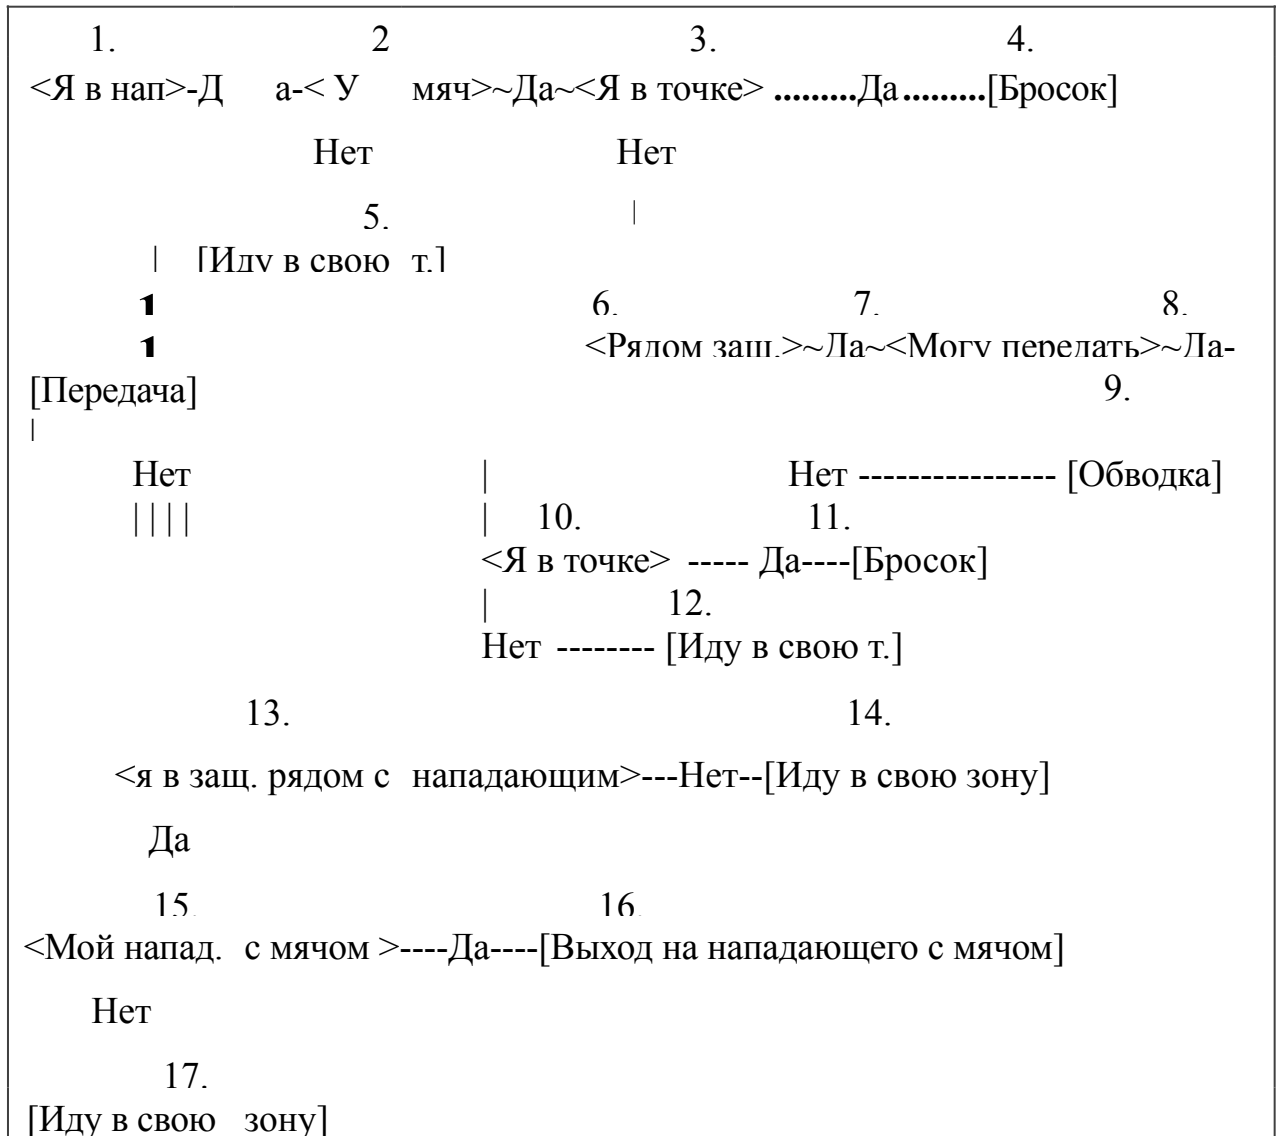 1. 2 3. 4.
<Я в нап>-Д а-< У мяч>~Да~<Я в точке> .........Да.........[Бросок]
Нет Нет
5. |
| [Иду в свою т.]
1 6. 7. 8.
1 <Рядом защ.>~Да~<Могу передать>~Да-
[Передача] 9.
|
Нет | Нет ---------------- [Обводка]
| | | | | 10. 11.
<Я в точке> ----- Да----[Бросок]
| 12.
Нет -------- [Иду в свою т.]
13. 14.
<я в защ. рядом с нападающим>---Нет--[Иду в свою зону]
Да
15. 16.
<Мой напад. с мячом >----Да----[Выход на нападающего с мячом]
Нет
17.
[Иду в свою зону]